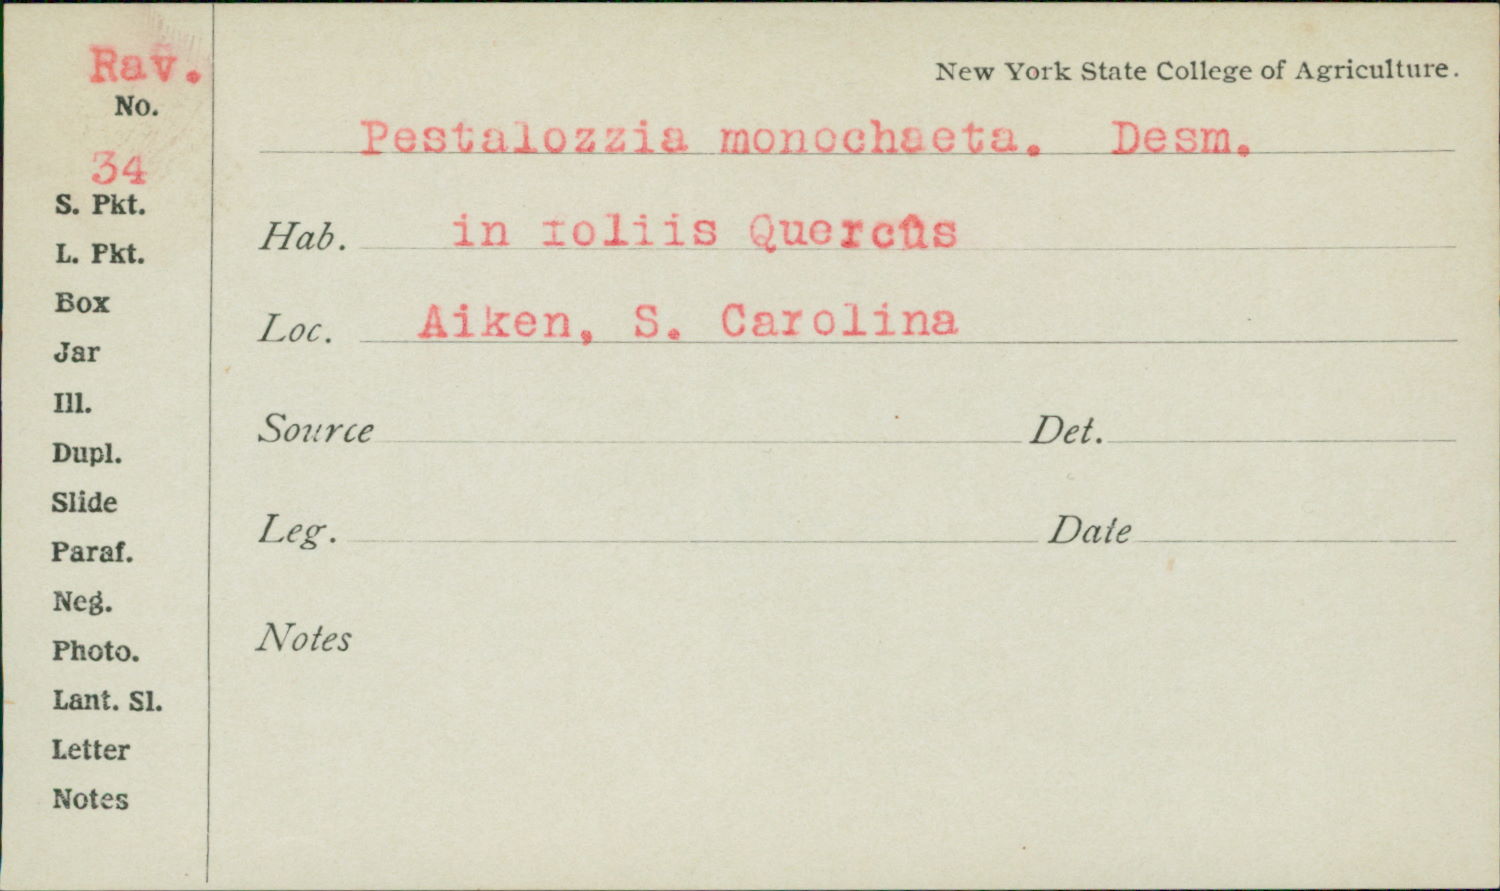 Rav.
No.
34
S. Pkt.
L. Pkt.
Box
Jar
Ill.
Dupl.
Slide
Paraf.
Neg.
Photo.
Lant. Sl.
Letter
Notes
New York State College of Agriculture.
Pestalozzia monochaeta. Desm.
Hab. in foliis Quercûs
Loc. Aiken, S. Carolina
Source Det.
Leg. Date
Notes